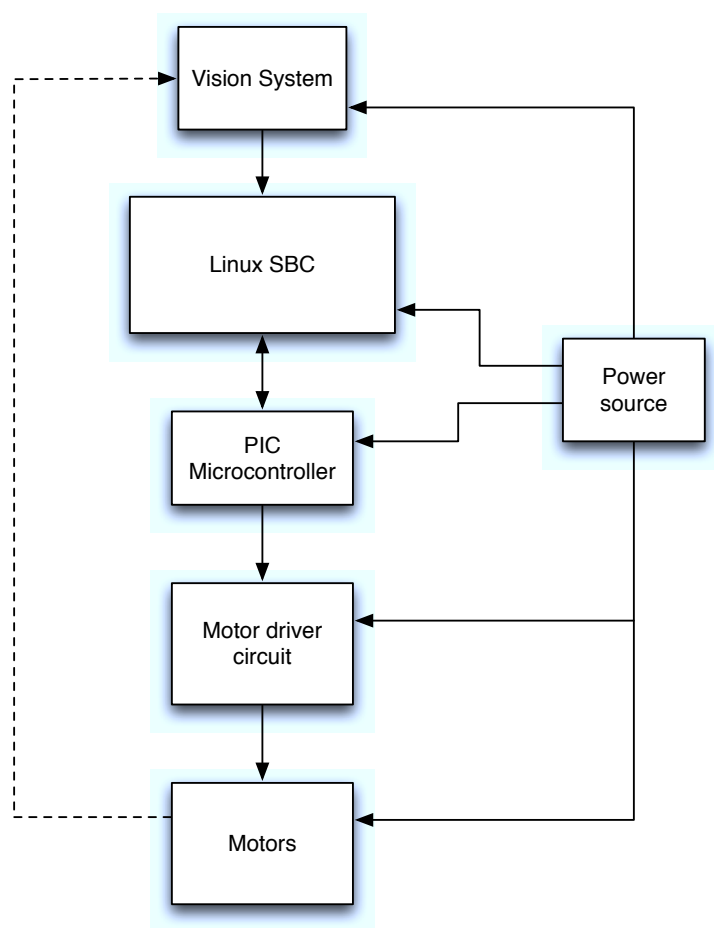 Vision System
Linux SBC
Power
source
PIC
Microcontroller
Motor driver
circuit
Motors